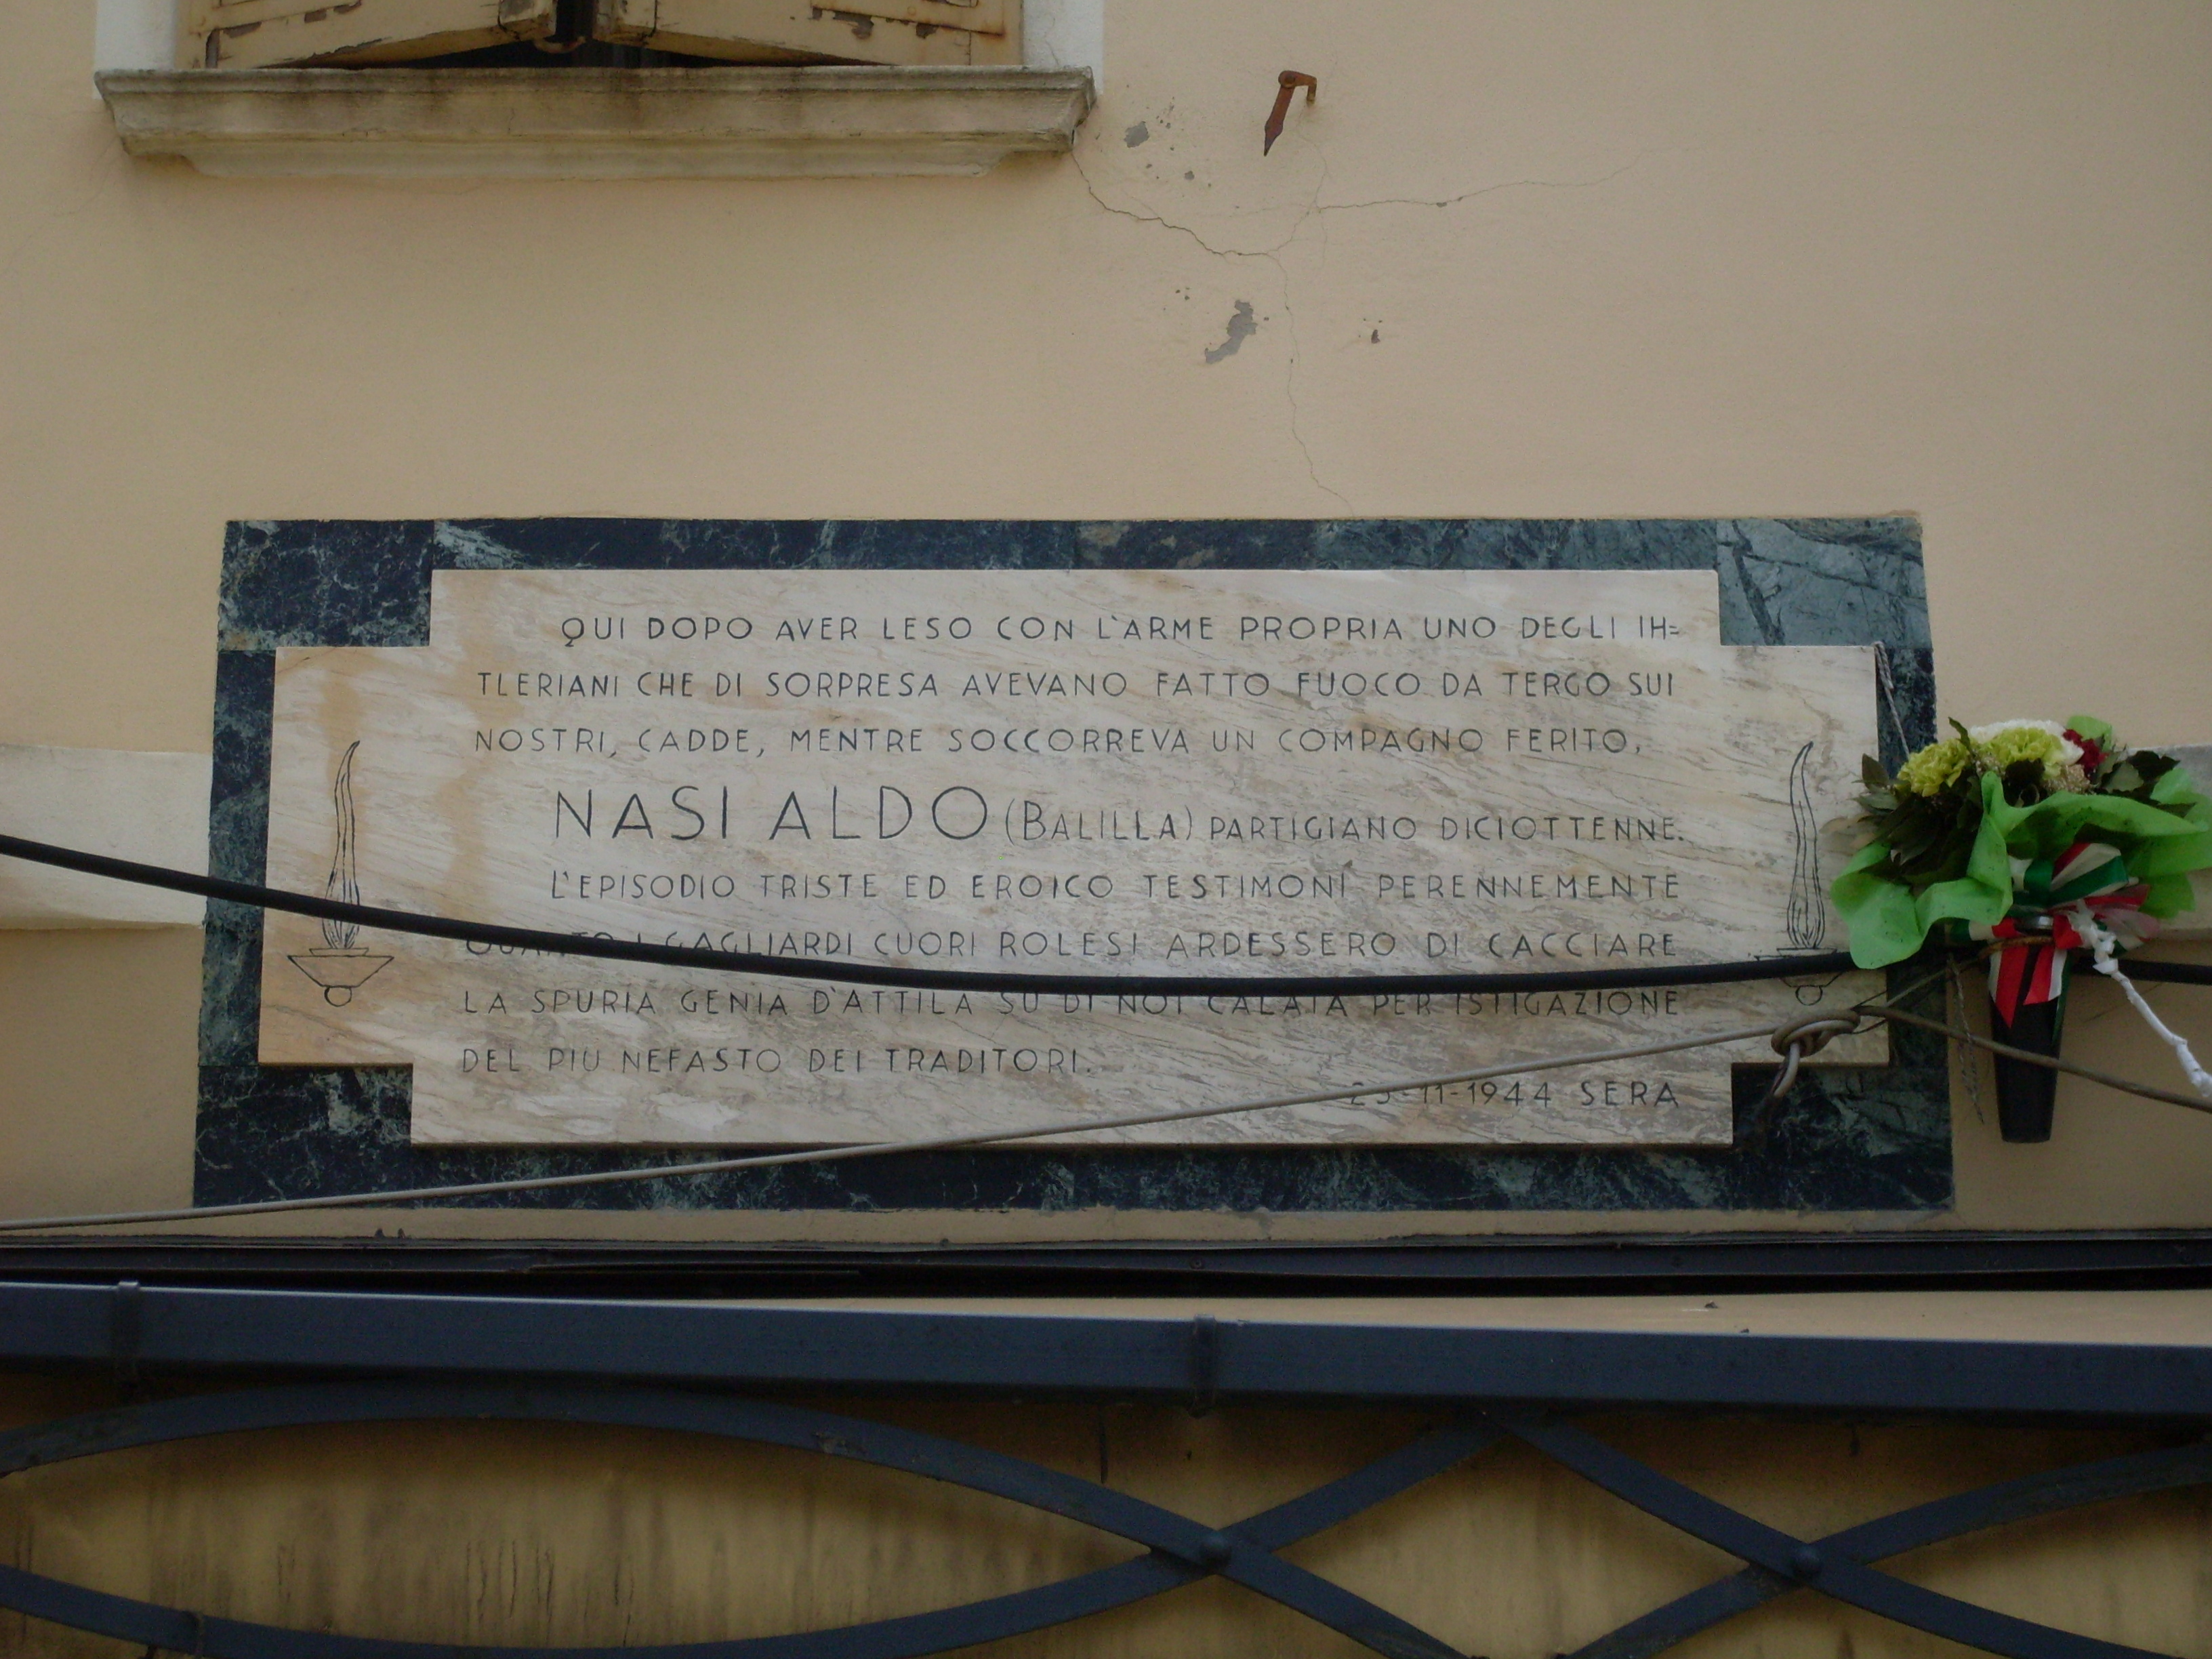 QUI DOPO AVER LESO CON L'ARME PROPRIA UNO DEGLI IH=
TLERIANI CHE DI SORPRESA AVEVANO FATTO FUOCO DA TERGO SUI
NOSTRI, CADDE, MENTRE SOCCORREVA UN COMPAGNO FERITO,
NASI ALDO (BALILLA) PARTIGIANO DICIOTTENNE.
L'EPISODIO TRISTE ED EROICO TESTIMONI PERENNEMENTE
QUANTO I GAGLIARDI CUORI ROLESI ARDESSERO DI CACCIARE
LA SPURIA GENIA D'ATTILA SU DI NOI CALATA PER ISTIGAZIONE
DEL PIU NEFASTO DEI TRADITORI.
SERA